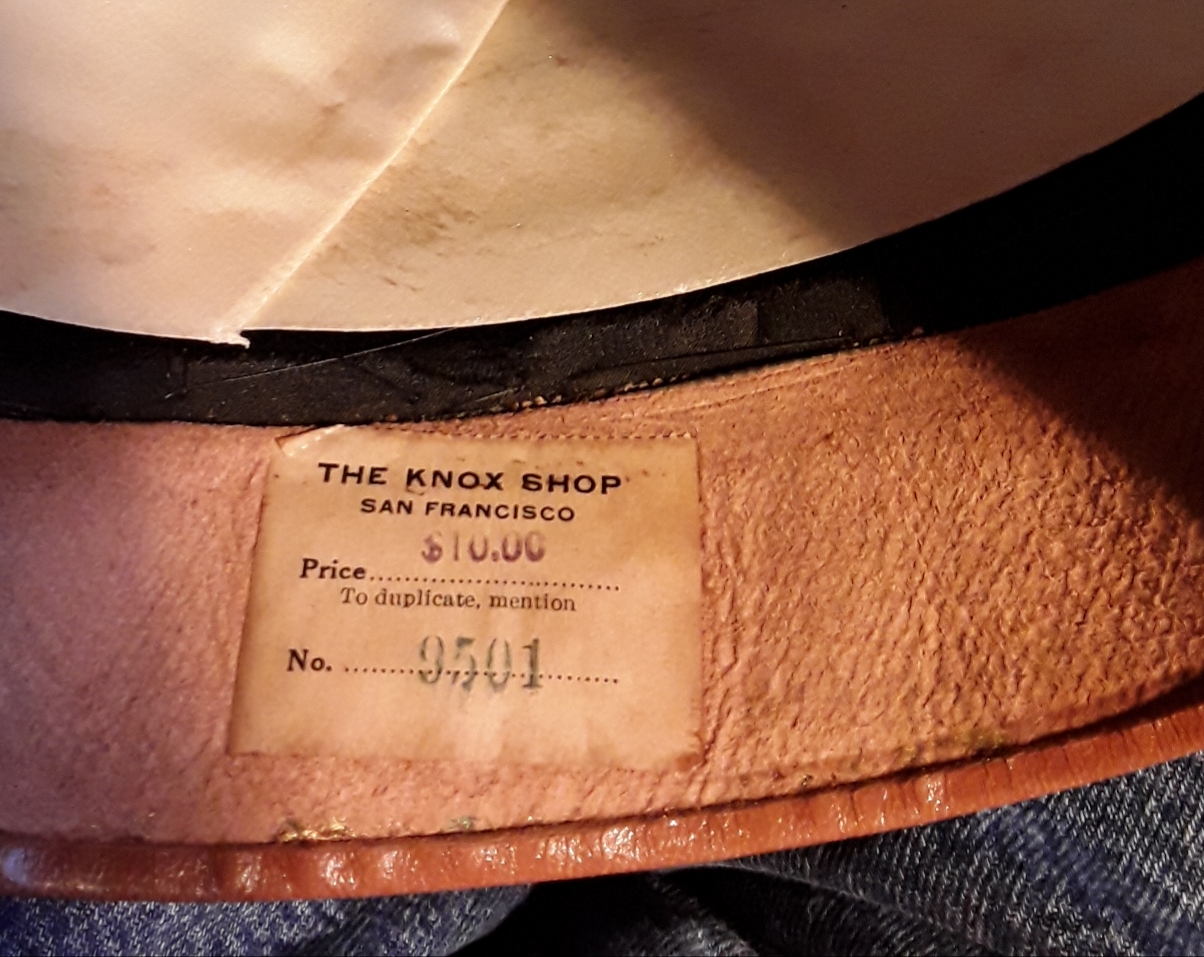 THE KNOX SHOP
SAN FRANCISCO
$10.00
Price..............................
To duplicate, mention
No. ........9501........